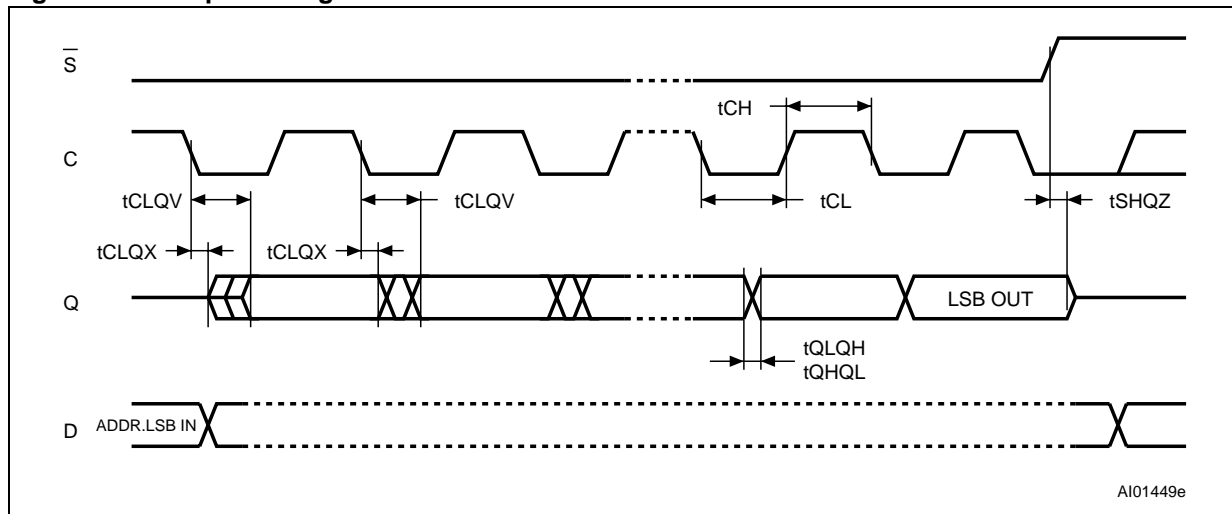 S
tCH
C
tCLQV
tCLQV
tCL
tSHQZ
tCLQX
tCLQX
Q
LSB OUT
tQLQH
tQHQL
D
ADDR.LSB IN
AI01449e